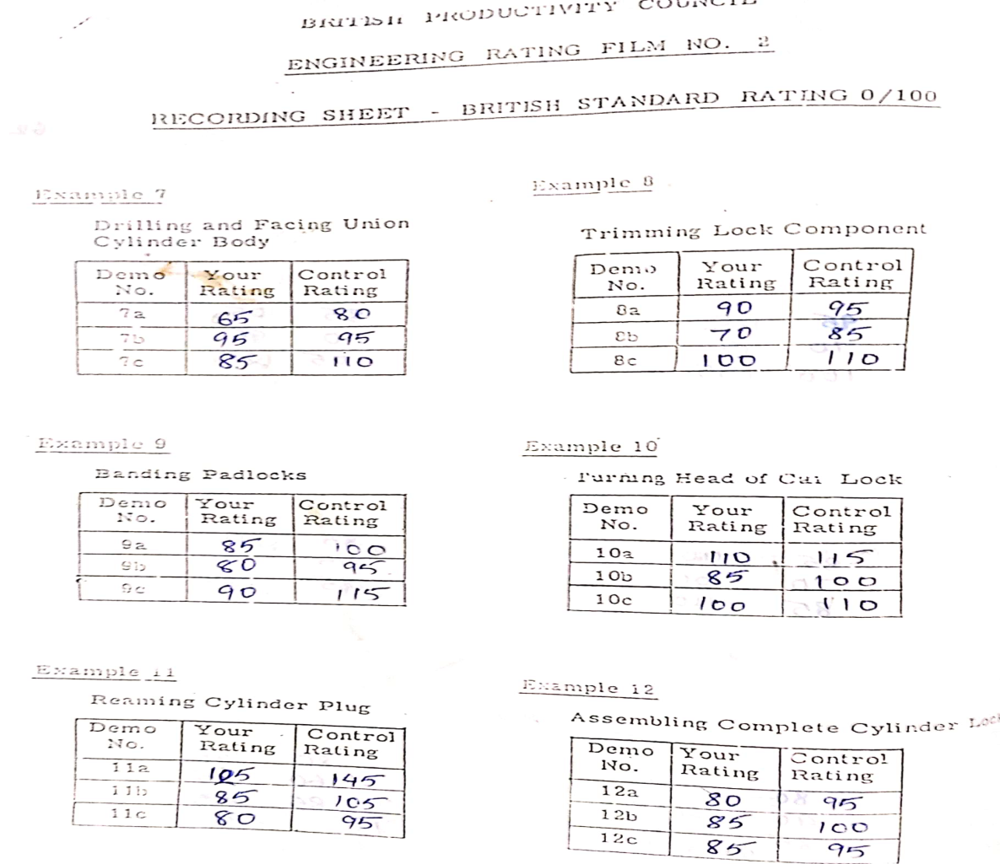 BRITISH PRODUCTIVITY COUNCIL
ENGINEERING RATING FILM NO. 2
RECORDING SHEET - BRITISH STANDARD RATING 0/100
Example 7
Drilling and Facing Union
Cylinder Body
Demo No. Your Rating Control Rating
7a 65 80
7b 95 95
7c 85 110
Example 8
Trimming Lock Component
Demo No. Your Rating Control Rating
8a 90 95
8b 70 85
8c 100 110
Example 9
Banding Padlocks
Demo No. Your Rating Control Rating
9a 85 100
9b 80 95
9c 90 115
Example 10
Turning Head of Car Lock
Demo No. Your Rating Control Rating
10a 110 115
10b 85 100
10c 100 110
Example 11
Reaming Cylinder Plug
Demo No. Your Rating Control Rating
11a 105 145
11b 85 105
11c 80 95
Example 12
Assembling Complete Cylinder Lock
Demo No. Your Rating Control Rating
12a 80 95
12b 85 100
12c 85 95